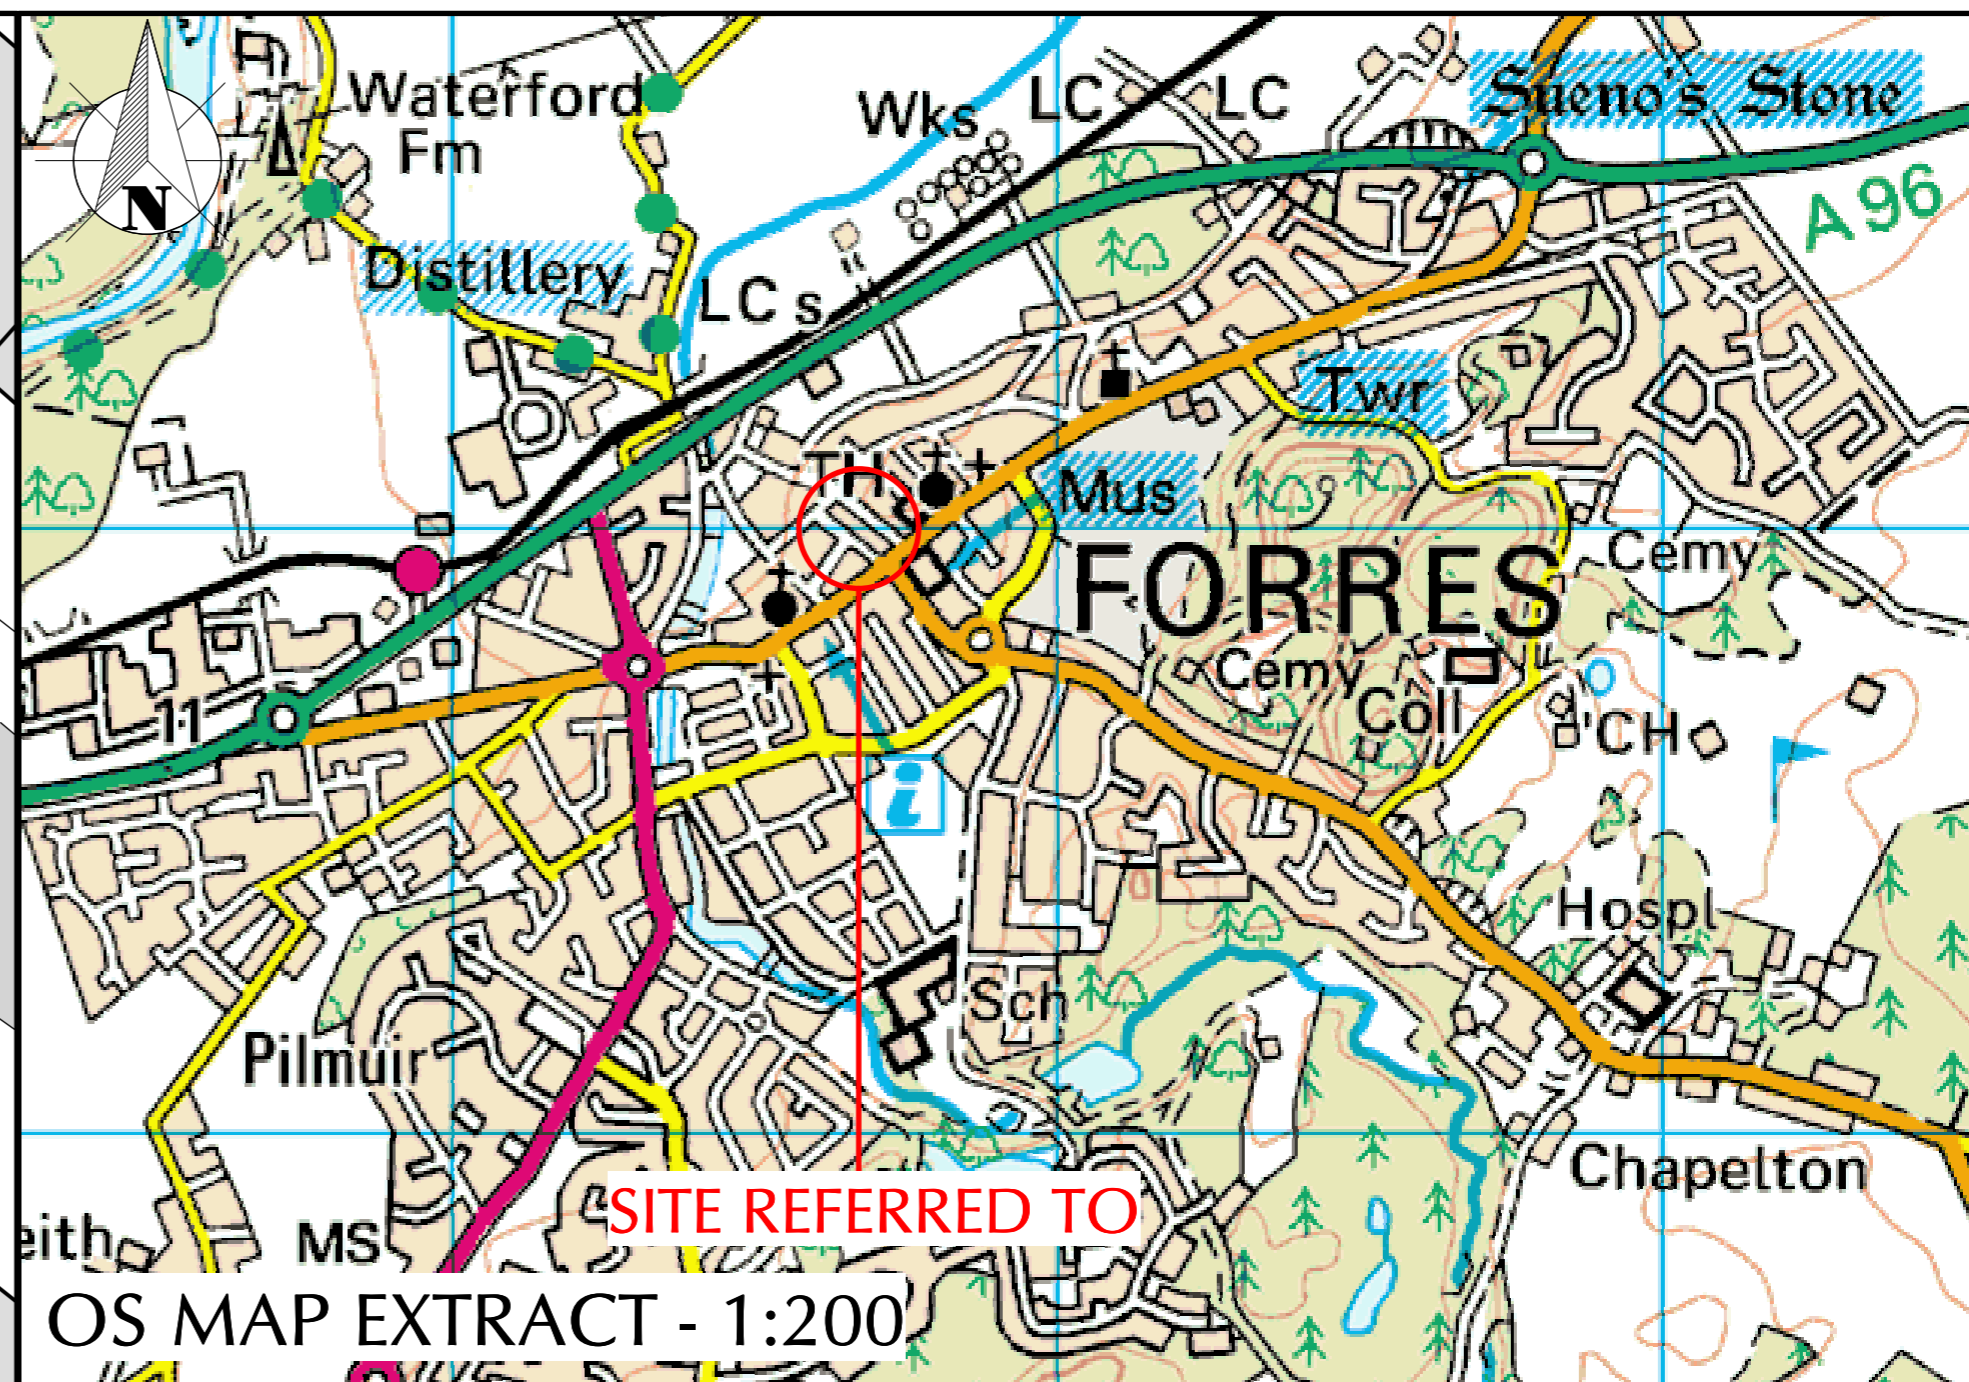 Waterford
Fm
Wks
LC
LC
Sueno's Stone
A 96
N
Distillery
LC s
Twr
TH
Mus
FORRES
Cemy
Cemy
Coll
CH
11
i
Hospl
Sch
Pilmuir
Chapelton
SITE REFERRED TO
eith
MS
OS MAP EXTRACT - 1:200